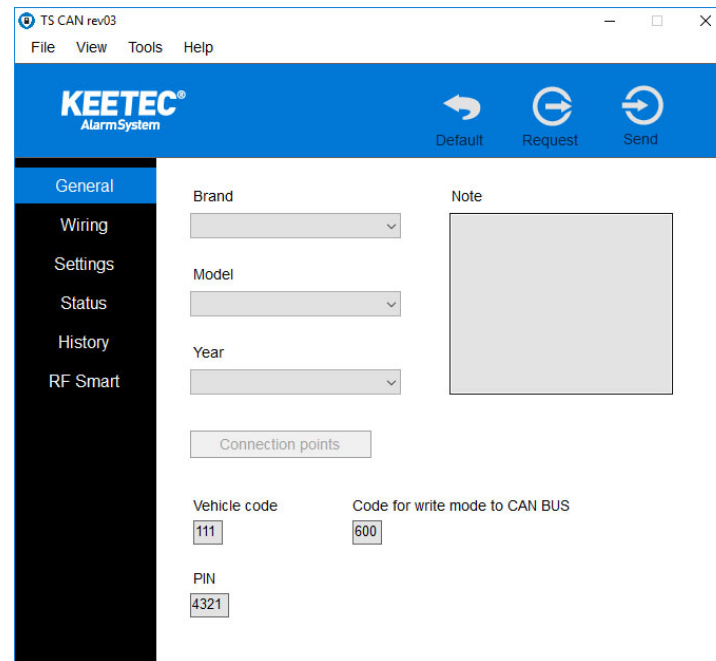 TS CAN rev03
File View Tools Help
KEETEC®
AlarmSystem
Default Request Send
General
Wiring
Settings
Status
History
RF Smart
Brand
Note
Model
Year
Connection points
Vehicle code
Code for write mode to CAN BUS
111
600
PIN
4321